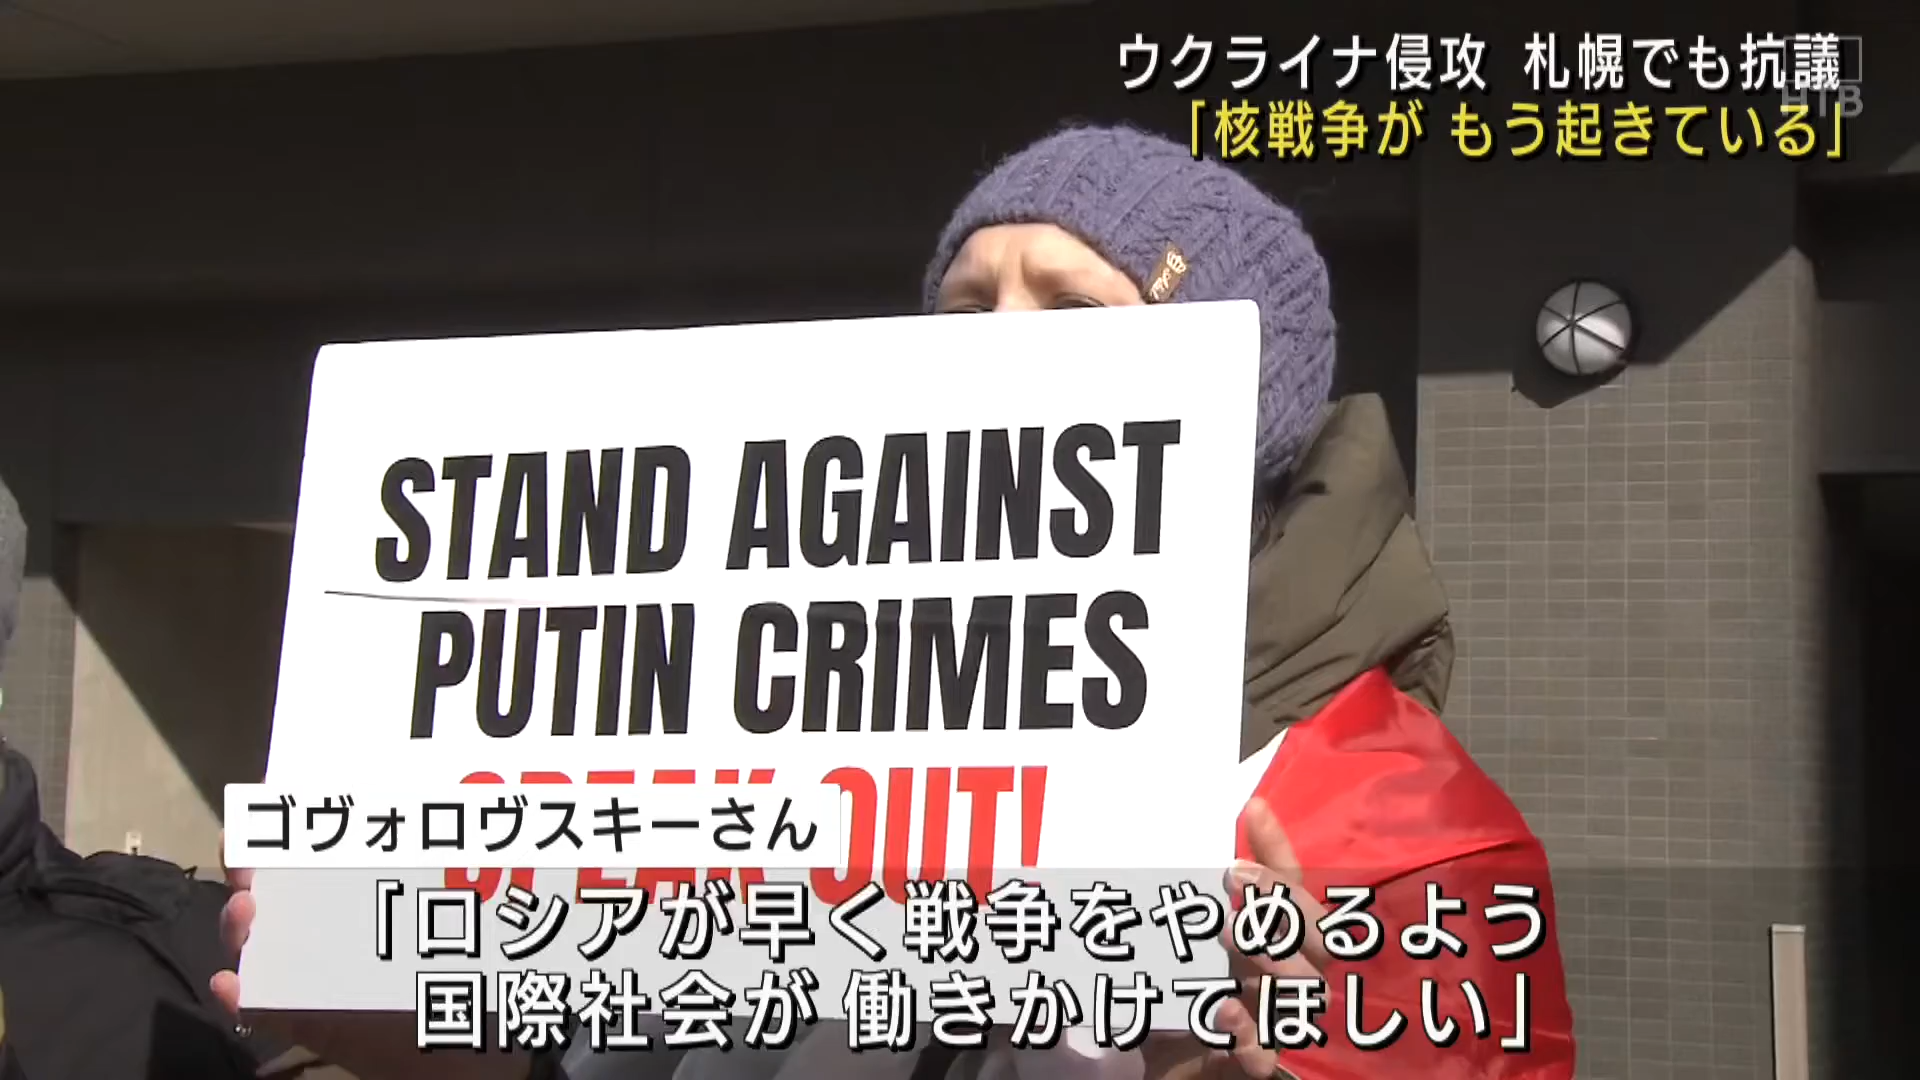 ウクライナ侵攻 札幌でも抗議
HTB
「核戦争が もう起きている」
STAND AGAINST
PUTIN CRIMES
SPEAK OUT!
ゴヴォロヴスキーさん
「ロシアが早く戦争をやめるよう
国際社会が 働きかけてほしい」